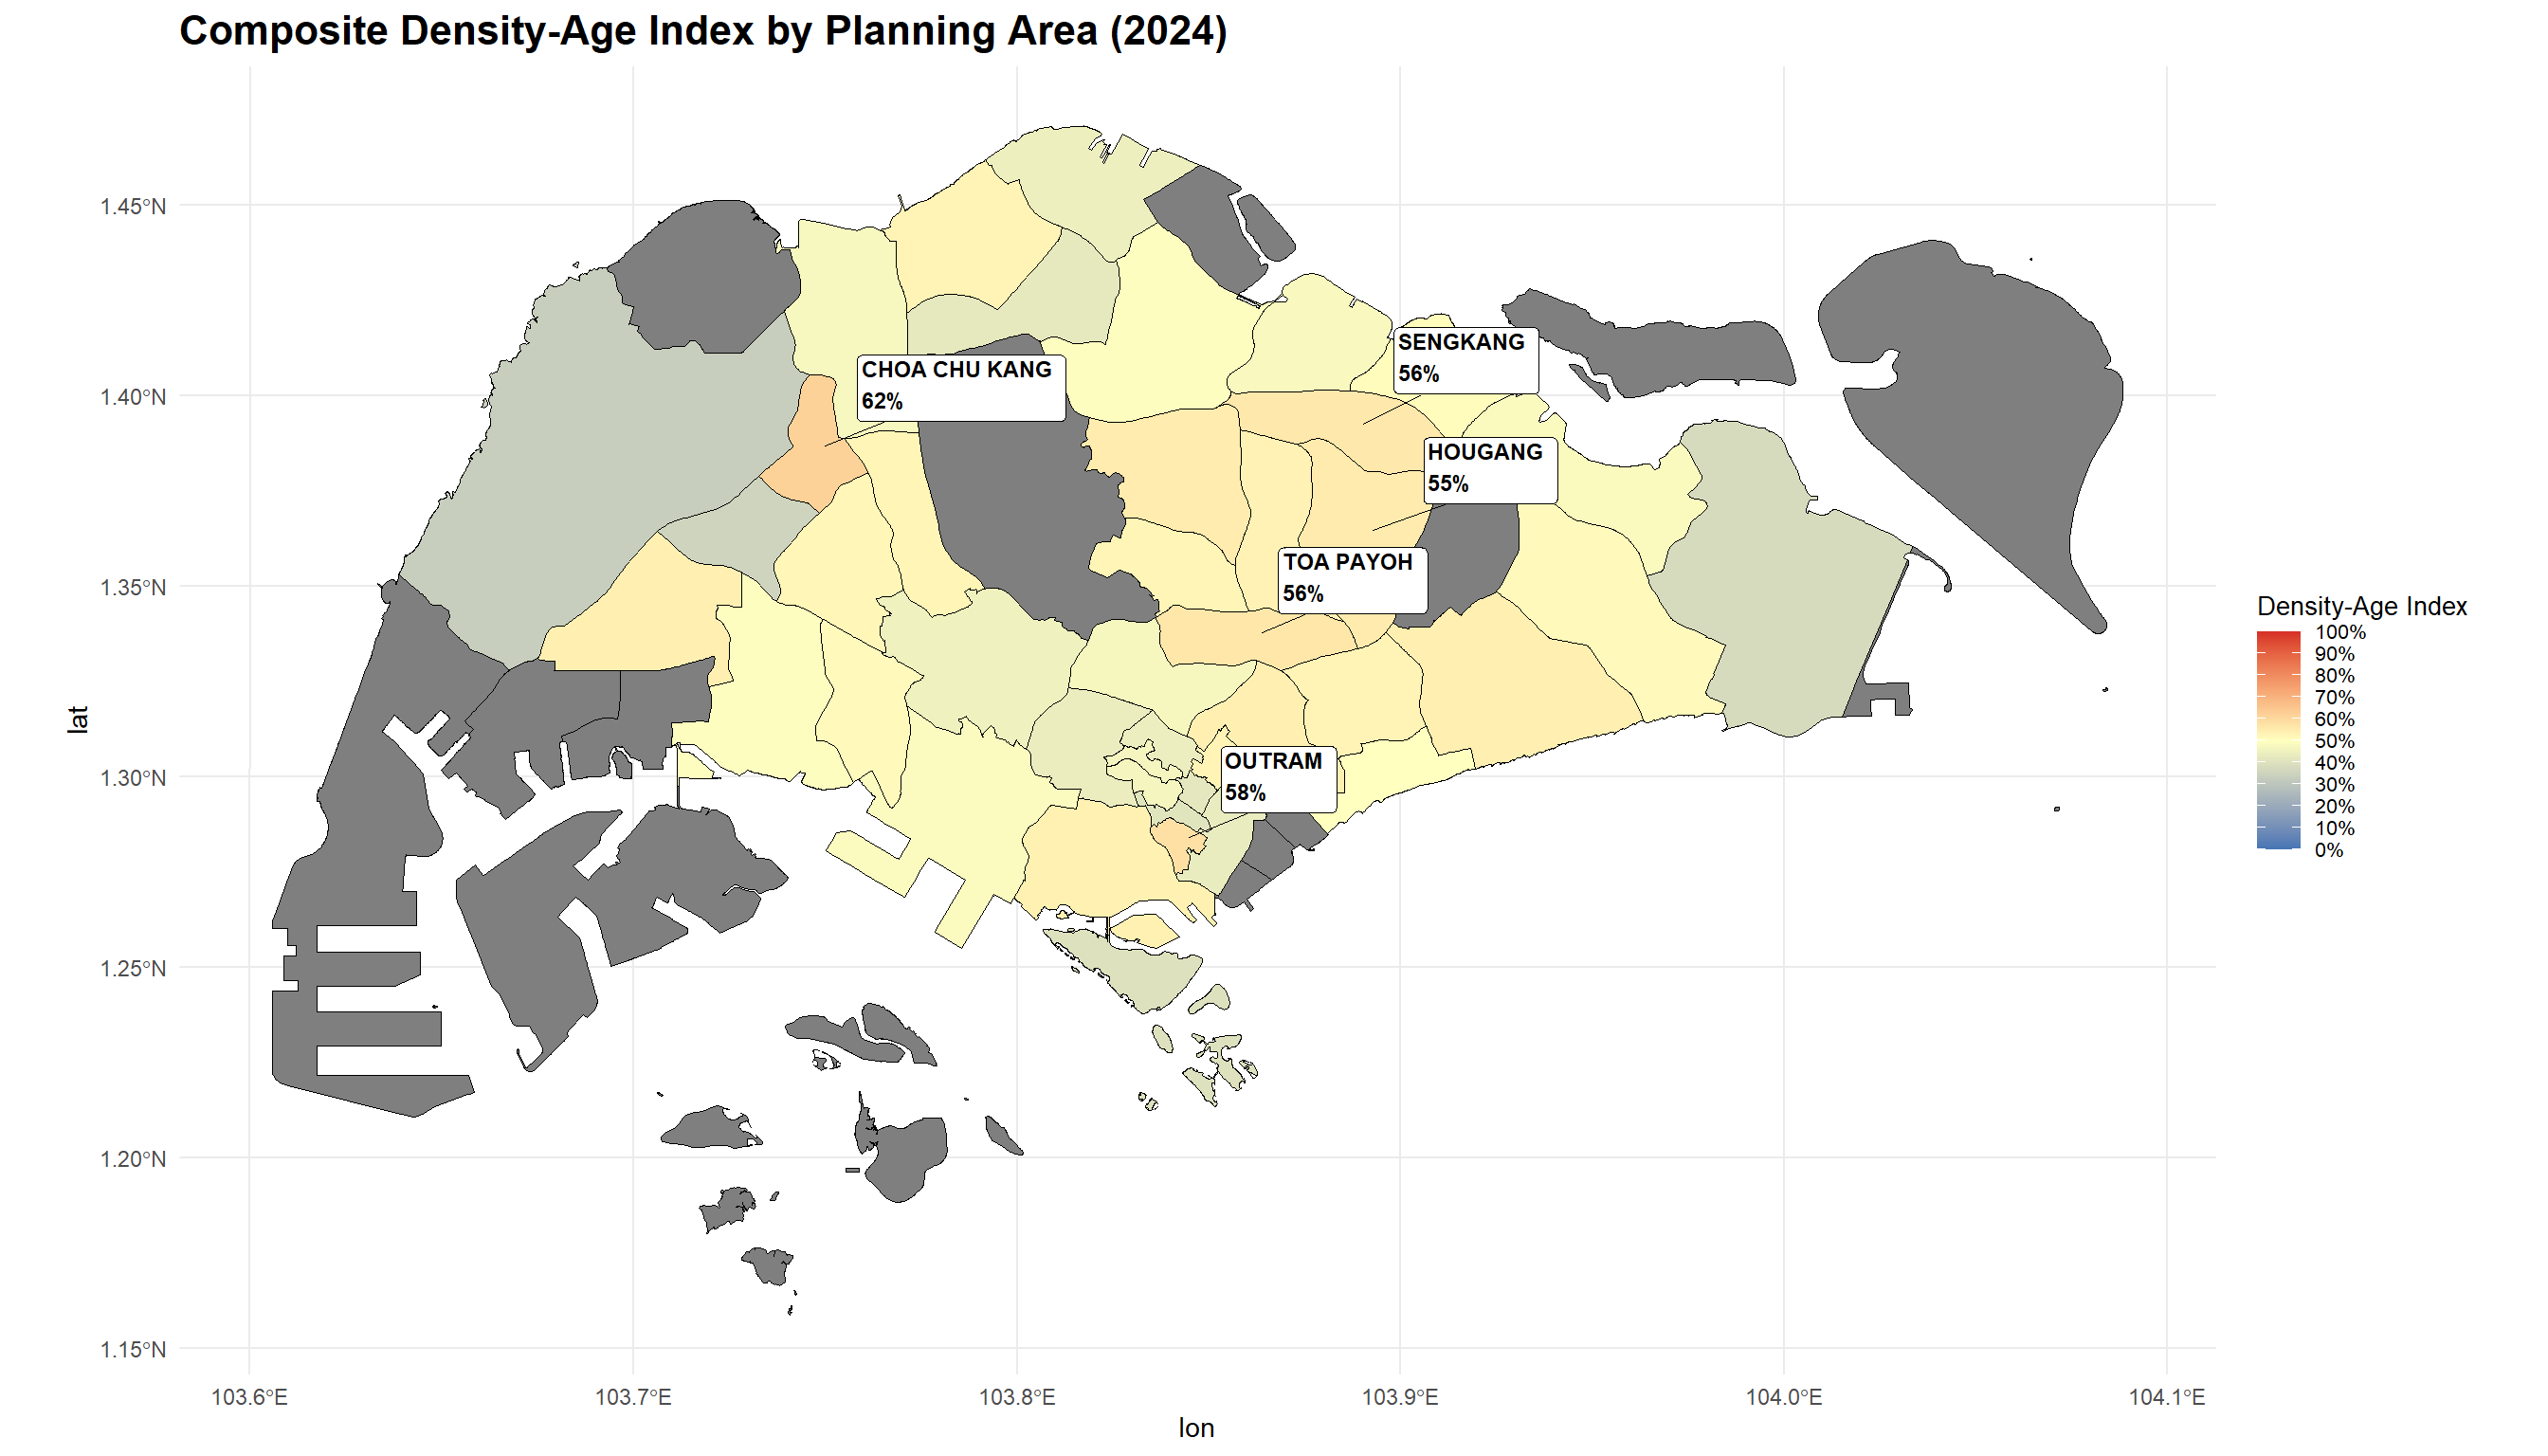 Composite Density-Age Index by Planning Area (2024)
1.45°N
1.40°N
1.35°N
1.30°N
1.25°N
1.20°N
1.15°N
lat
CHOA CHU KANG
62%
SENGKANG
56%
HOUGANG
55%
TOA PAYOH
56%
OUTRAM
58%
Density-Age Index
100%
90%
80%
70%
60%
50%
40%
30%
20%
10%
0%
103.6°E
103.7°E
103.8°E
103.9°E
104.0°E
104.1°E
lon